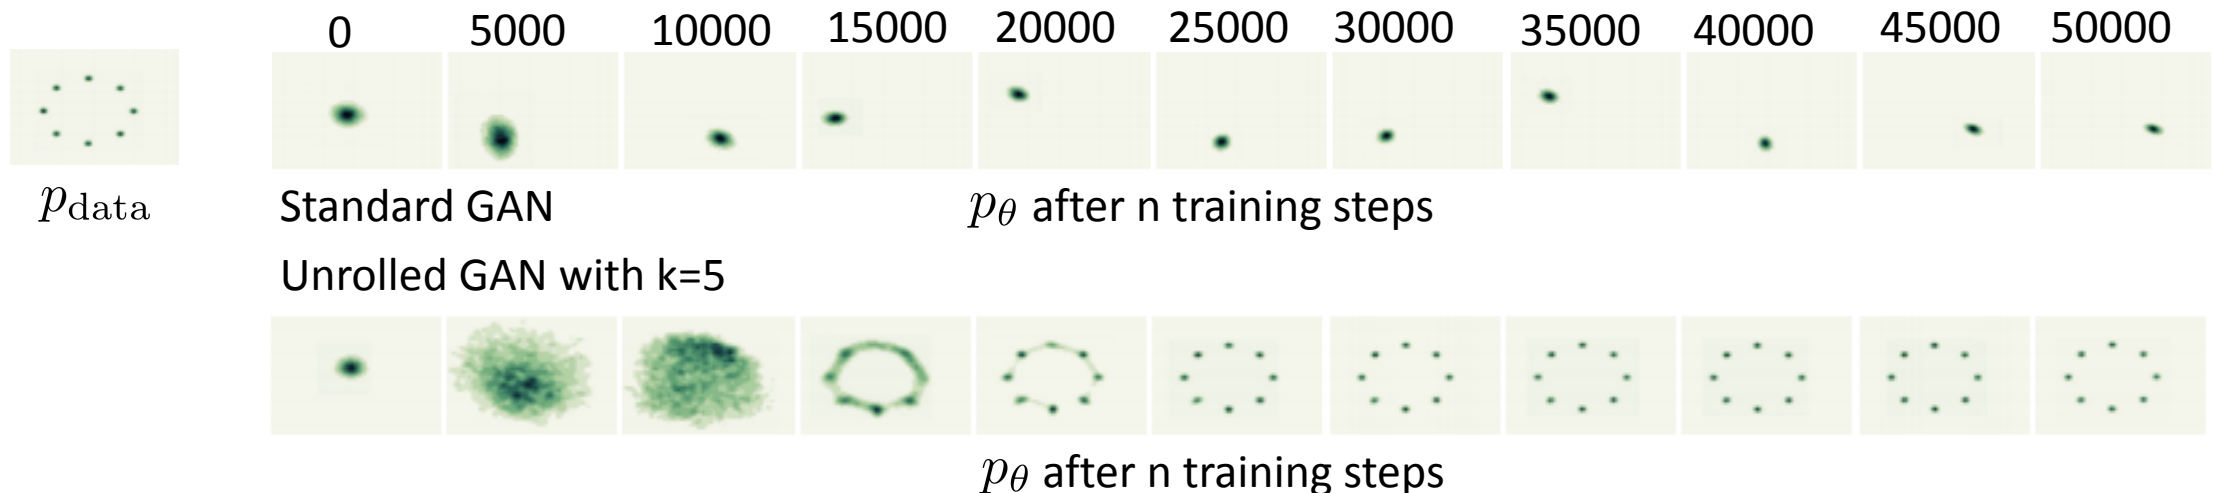 0 5000 10000 15000 20000 25000 30000 35000 40000 45000 50000
p_data
Standard GAN
p_θ after n training steps
Unrolled GAN with k=5
p_θ after n training steps